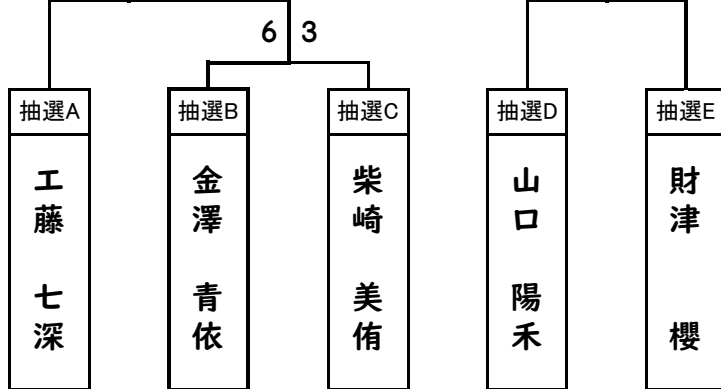 6 3
抽選A
抽選B
抽選C
抽選D
抽選E
工藤 七深
金澤 青依
柴崎 美侑
山口 陽禾
財津 櫻